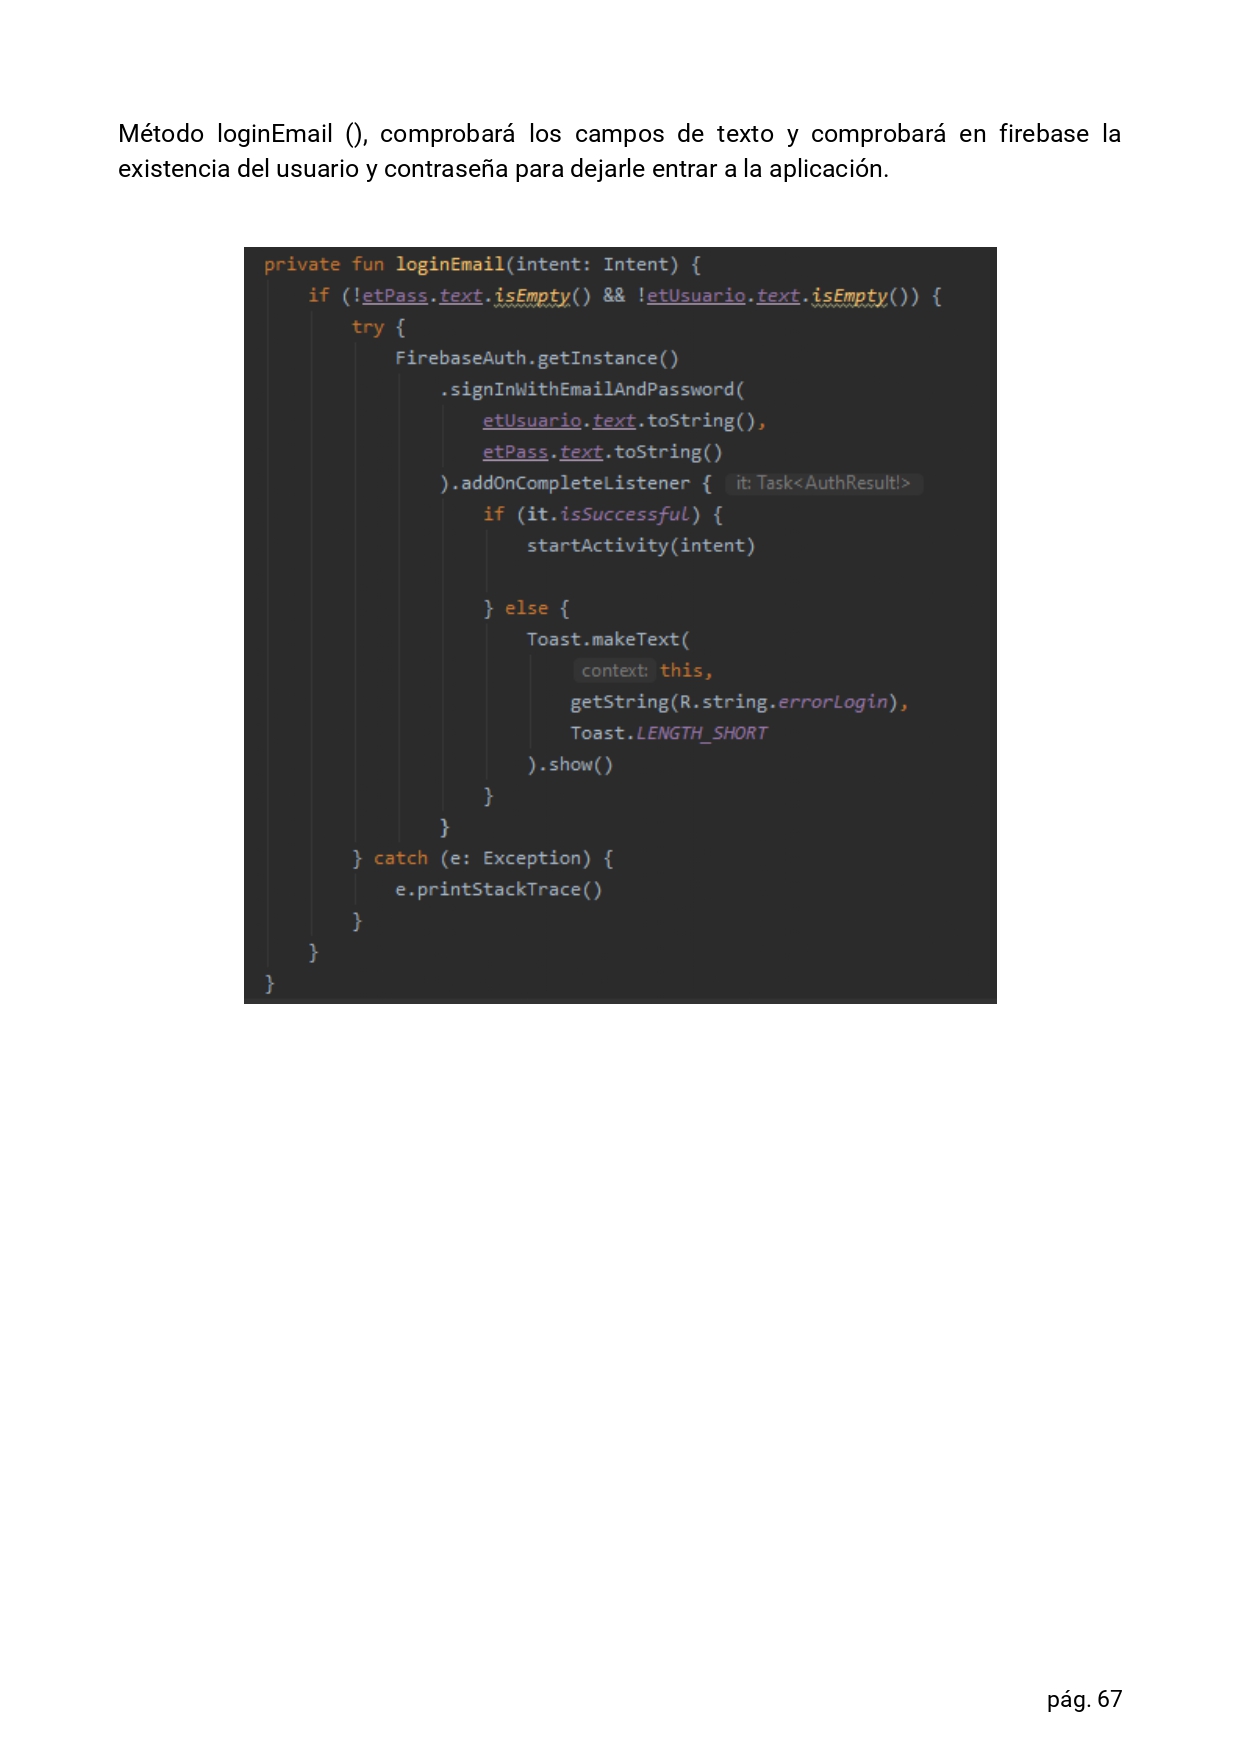 Método loginEmail (), comprobará los campos de texto y comprobará en firebase la
existencia del usuario y contraseña para dejarle entrar a la aplicación.
private fun loginEmail(intent: Intent) {
    if (!etPass.text.isEmpty() && !etUsuario.text.isEmpty()) {
        try {
            FirebaseAuth.getInstance()
                .signInWithEmailAndPassword(
                    etUsuario.text.toString(),
                    etPass.text.toString()
                ).addOnCompleteListener { it: Task<AuthResult!>
                    if (it.isSuccessful) {
                        startActivity(intent)
                    } else {
                        Toast.makeText(
                            context: this,
                            getString(R.string.errorLogin),
                            Toast.LENGTH_SHORT
                        ).show()
                    }
                }
        } catch (e: Exception) {
            e.printStackTrace()
        }
    }
}
pág. 67